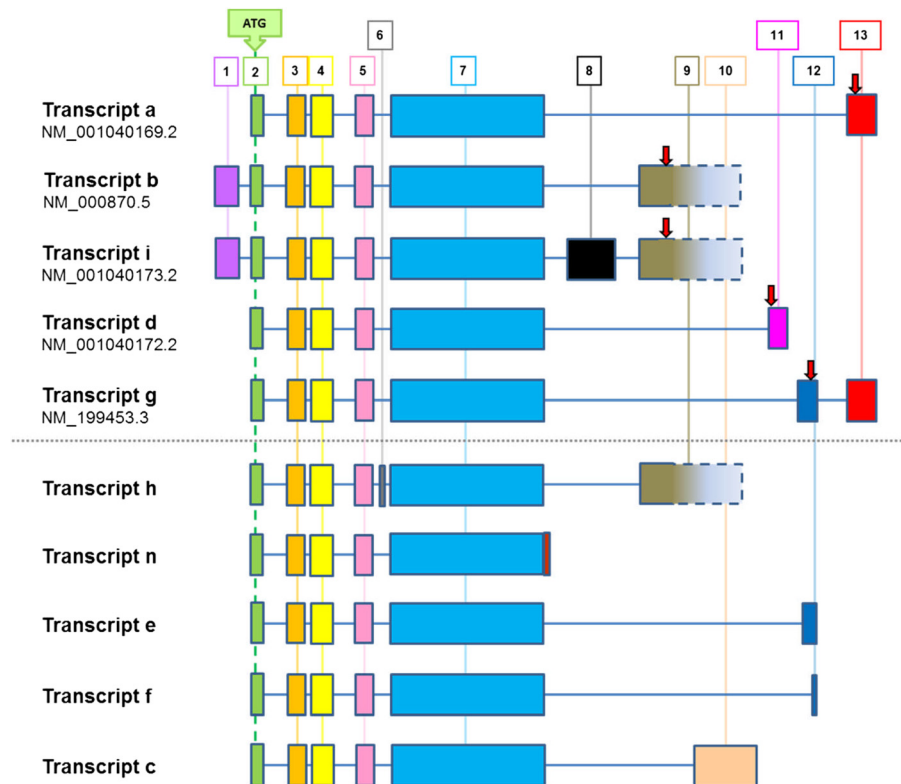 ATG
6
11
13
1
2
3
4
5
7
8
9
10
12
Transcript a
NM_001040169.2
Transcript b
NM_000870.5
Transcript i
NM_001040173.2
Transcript d
NM_001040172.2
Transcript g
NM_199453.3
Transcript h
Transcript n
Transcript e
Transcript f
Transcript c